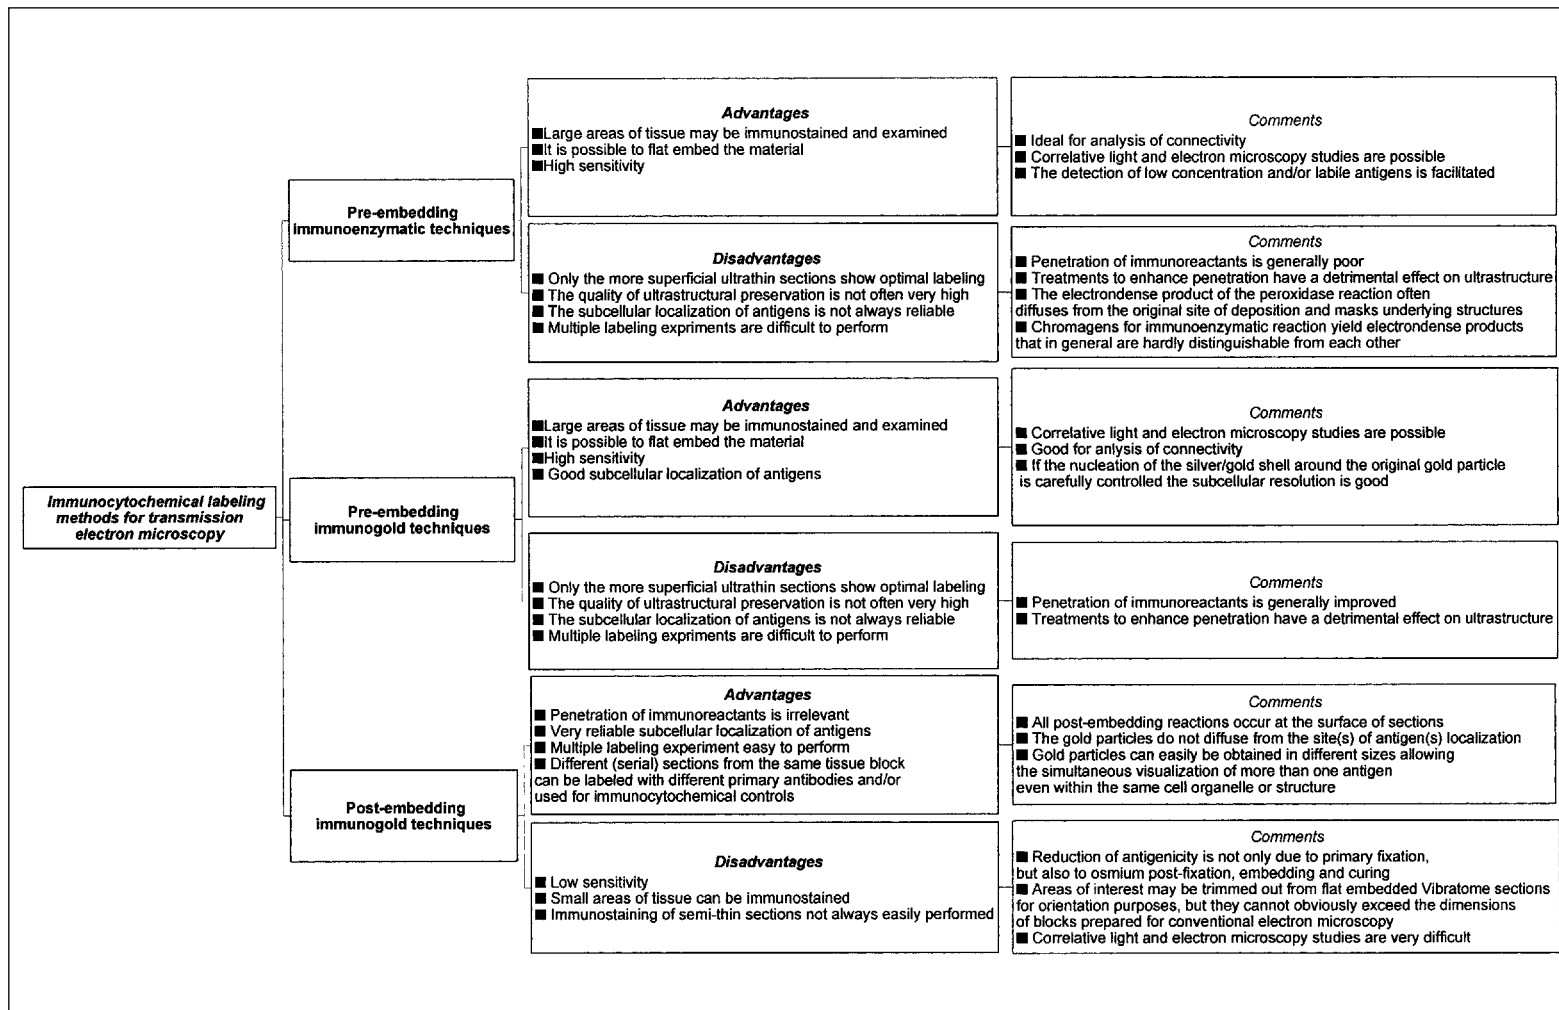 Immunocytochemical labeling
methods for transmission
electron microscopy
Pre-embedding
immunoenzymatic techniques
Advantages
■Large areas of tissue may be immunostained and examined
■It is possible to flat embed the material
■High sensitivity
Comments
■ Ideal for analysis of connectivity
■ Correlative light and electron microscopy studies are possible
■ The detection of low concentration and/or labile antigens is facilitated
Disadvantages
■ Only the more superficial ultrathin sections show optimal labeling
■ The quality of ultrastructural preservation is not often very high
■ The subcellular localization of antigens is not always reliable
■ Multiple labeling expriments are difficult to perform
Comments
■ Penetration of immunoreactants is generally poor
■ Treatments to enhance penetration have a detrimental effect on ultrastructure
■ The electrondense product of the peroxidase reaction often
diffuses from the original site of deposition and masks underlying structures
■ Chromagens for immunoenzymatic reaction yield electrondense products
that in general are hardly distinguishable from each other
Pre-embedding
immunogold techniques
Advantages
■Large areas of tissue may be immunostained and examined
■It is possible to flat embed the material
■High sensitivity
■ Good subcellular localization of antigens
Comments
■ Correlative light and electron microscopy studies are possible
■ Good for anlysis of connectivity
■ If the nucleation of the silver/gold shell around the original gold particle
is carefully controlled the subcellular resolution is good
Disadvantages
■ Only the more superficial ultrathin sections show optimal labeling
■ The quality of ultrastructural preservation is not often very high
■ The subcellular localization of antigens is not always reliable
■ Multiple labeling expriments are difficult to perform
Comments
■ Penetration of immunoreactants is generally improved
■ Treatments to enhance penetration have a detrimental effect on ultrastructure
Post-embedding
immunogold techniques
Advantages
■ Penetration of immunoreactants is irrelevant
■ Very reliable subcellular localization of antigens
■ Multiple labeling experiment easy to perform
■ Different (serial) sections from the same tissue block
can be labeled with different primary antibodies and/or
used for immunocytochemical controls
Comments
■ All post-embedding reactions occur at the surface of sections
■ The gold particles do not diffuse from the site(s) of antigen(s) localization
■ Gold particles can easily be obtained in different sizes allowing
the simultaneous visualization of more than one antigen
even within the same cell organelle or structure
Disadvantages
■ Low sensitivity
■ Small areas of tissue can be immunostained
■ Immunostaining of semi-thin sections not always easily performed
Comments
■ Reduction of antigenicity is not only due to primary fixation,
but also to osmium post-fixation, embedding and curing
■ Areas of interest may be trimmed out from flat embedded Vibratome sections
for orientation purposes, but they cannot obviously exceed the dimensions
of blocks prepared for conventional electron microscopy
■ Correlative light and electron microscopy studies are very difficult